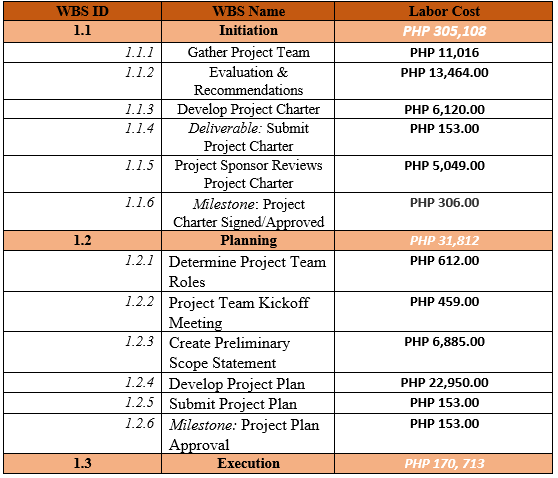 WBS ID WBS Name Labor Cost
1.1 Initiation PHP 305,108
1.1.1 Gather Project Team PHP 11,016
1.1.2 Evaluation & PHP 13,464.00
Recommendations
1.1.3 Develop Project Charter PHP 6,120.00
1.1.4 Deliverable: Submit PHP 153.00
Project Charter
1.1.5 Project Sponsor Reviews PHP 5,049.00
Project Charter
1.1.6 Milestone: Project PHP 306.00
Charter Signed/Approved
1.2 Planning PHP 31,812
1.2.1 Determine Project Team PHP 612.00
Roles
1.2.2 Project Team Kickoff PHP 459.00
Meeting
1.2.3 Create Preliminary PHP 6,885.00
Scope Statement
1.2.4 Develop Project Plan PHP 22,950.00
1.2.5 Submit Project Plan PHP 153.00
1.2.6 Milestone: Project Plan PHP 153.00
Approval
1.3 Execution PHP 170, 713